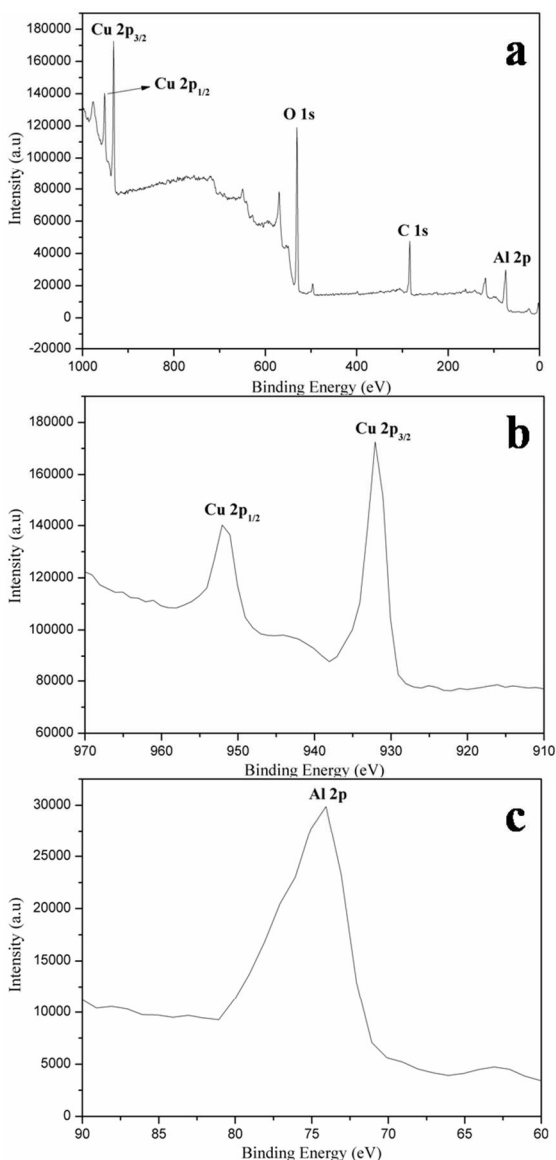 a
180000
160000
140000
120000
100000
80000
60000
40000
20000
0
-20000
Intensity (a.u)
Cu 2p3/2
Cu 2p1/2
O 1s
C 1s
Al 2p
1000 800 600 400 200 0
Binding Energy (eV)
b
180000
160000
140000
120000
100000
80000
60000
Intensity (a.u)
Cu 2p3/2
Cu 2p1/2
970 960 950 940 930 920 910
Binding Energy (eV)
Al 2p
c
30000
25000
20000
15000
10000
5000
0
Intensity (a.u)
90 85 80 75 70 65 60
Binding Energy (eV)